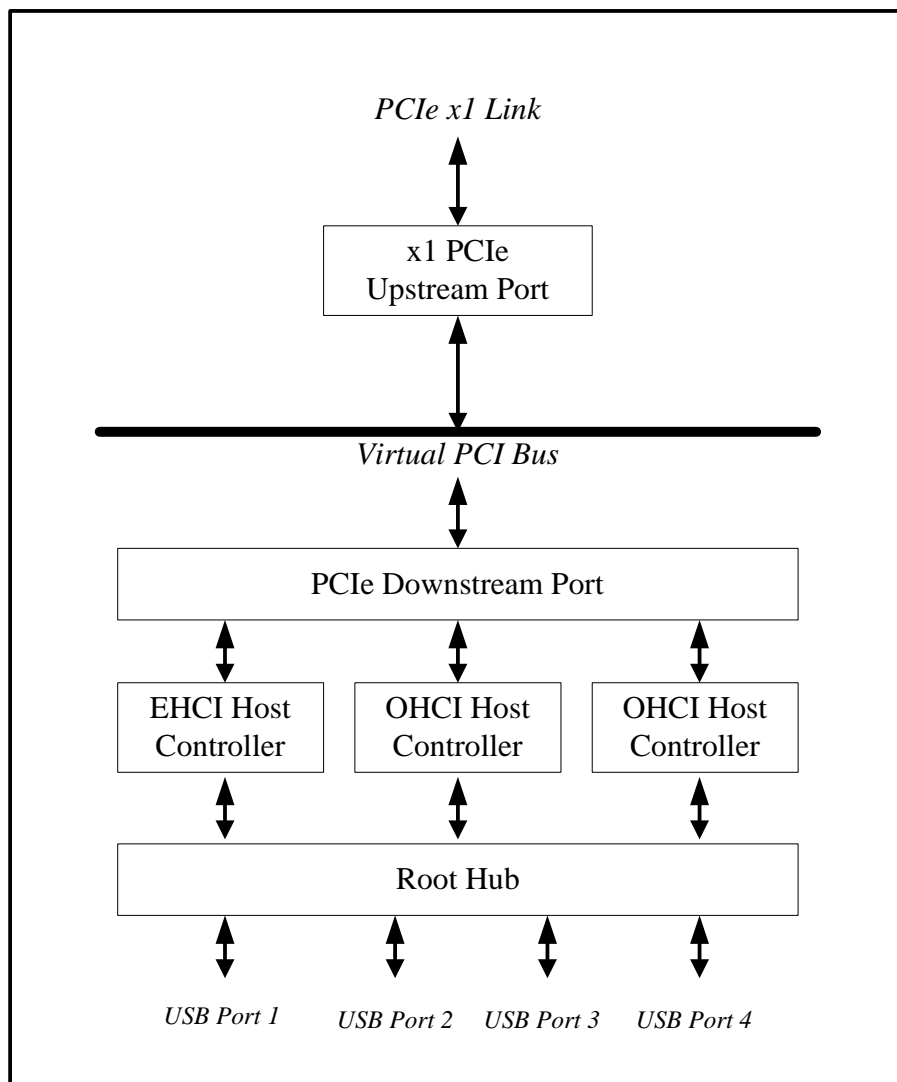 PCIe x1 Link
x1 PCIe
Upstream Port
Virtual PCI Bus
PCIe Downstream Port
EHCI Host
Controller
OHCI Host
Controller
OHCI Host
Controller
Root Hub
USB Port 1
USB Port 2
USB Port 3
USB Port 4